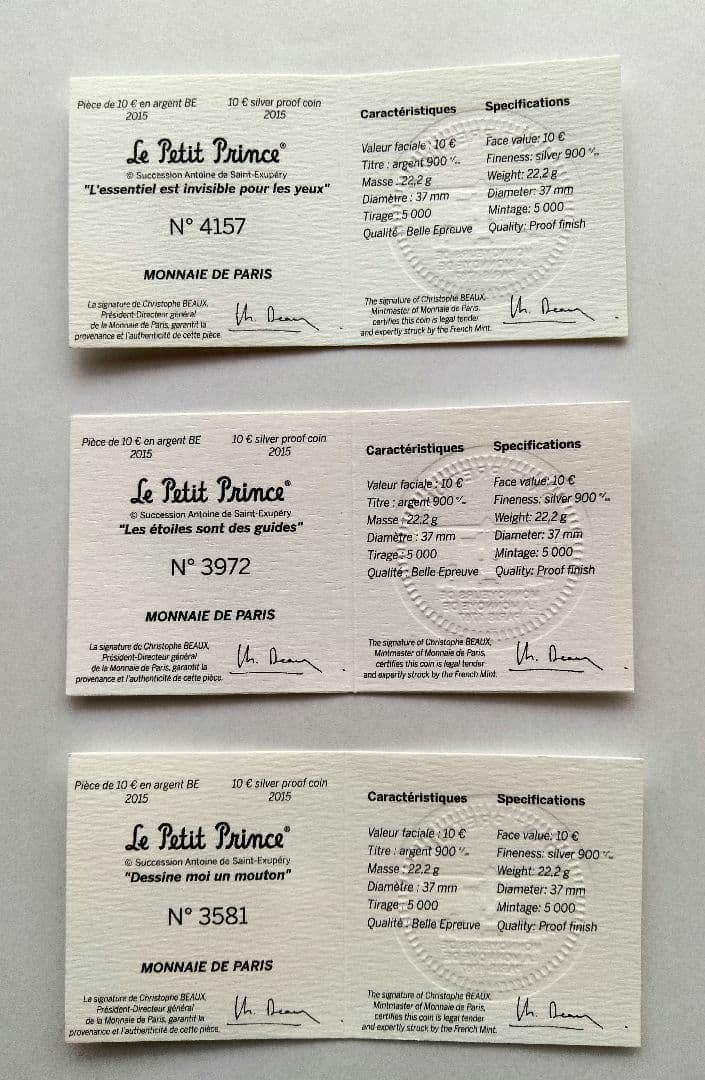 Pièce de 10 € en argent BE
2015
10 € silver proof coin
2015
Le Petit Prince®
© Succession Antoine de Saint-Exupéry
"L'essentiel est invisible pour les yeux"
N° 4157
MONNAIE DE PARIS
La signature de Christophe BEAUX,
Président-Directeur général
de la Monnaie de Paris, garantit la
provenance et l'authenticité de cette pièce.
Caractéristiques
Valeur faciale : 10 €
Titre : argent 900 ‰
Masse : 22,2 g
Diamètre : 37 mm
Tirage : 5 000
Qualité : Belle Epreuve
Specifications
Face value: 10 €
Fineness: silver 900 ‰
Weight: 22,2 g
Diameter: 37 mm
Mintage: 5 000
Quality: Proof finish
The signature of Christophe BEAUX,
Mintmaster of Monnaie de Paris,
certifies this coin is legal tender
and expertly struck by the French Mint.
Pièce de 10 € en argent BE
2015
10 € silver proof coin
2015
Le Petit Prince®
© Succession Antoine de Saint-Exupéry
"Les étoiles sont des guides"
N° 3972
MONNAIE DE PARIS
La signature de Christophe BEAUX,
Président-Directeur général
de la Monnaie de Paris, garantit la
provenance et l'authenticité de cette pièce.
Caractéristiques
Valeur faciale : 10 €
Titre : argent 900 ‰
Masse : 22,2 g
Diamètre : 37 mm
Tirage : 5 000
Qualité : Belle Epreuve
Specifications
Face value: 10 €
Fineness: silver 900 ‰
Weight: 22,2 g
Diameter: 37 mm
Mintage: 5 000
Quality: Proof finish
The signature of Christophe BEAUX,
Mintmaster of Monnaie de Paris,
certifies this coin is legal tender
and expertly struck by the French Mint.
Pièce de 10 € en argent BE
2015
10 € silver proof coin
2015
Le Petit Prince®
© Succession Antoine de Saint-Exupéry
"Dessine moi un mouton"
N° 3581
MONNAIE DE PARIS
La signature de Christophe BEAUX,
Président-Directeur général
de la Monnaie de Paris, garantit la
provenance et l'authenticité de cette pièce.
Caractéristiques
Valeur faciale : 10 €
Titre : argent 900 ‰
Masse : 22,2 g
Diamètre : 37 mm
Tirage : 5 000
Qualité : Belle Epreuve
Specifications
Face value: 10 €
Fineness: silver 900 ‰
Weight: 22,2 g
Diameter: 37 mm
Mintage: 5 000
Quality: Proof finish
The signature of Christophe BEAUX,
Mintmaster of Monnaie de Paris,
certifies this coin is legal tender
and expertly struck by the French Mint.